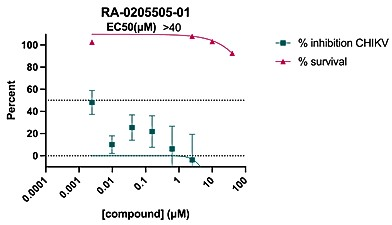 RA-0205505-01
EC50(µM) >40
% inhibition CHIKV
% survival
Percent
100
80
60
40
20
0
0.0001
0.001
0.01
0.1
1
10
100
[compound] (µM)